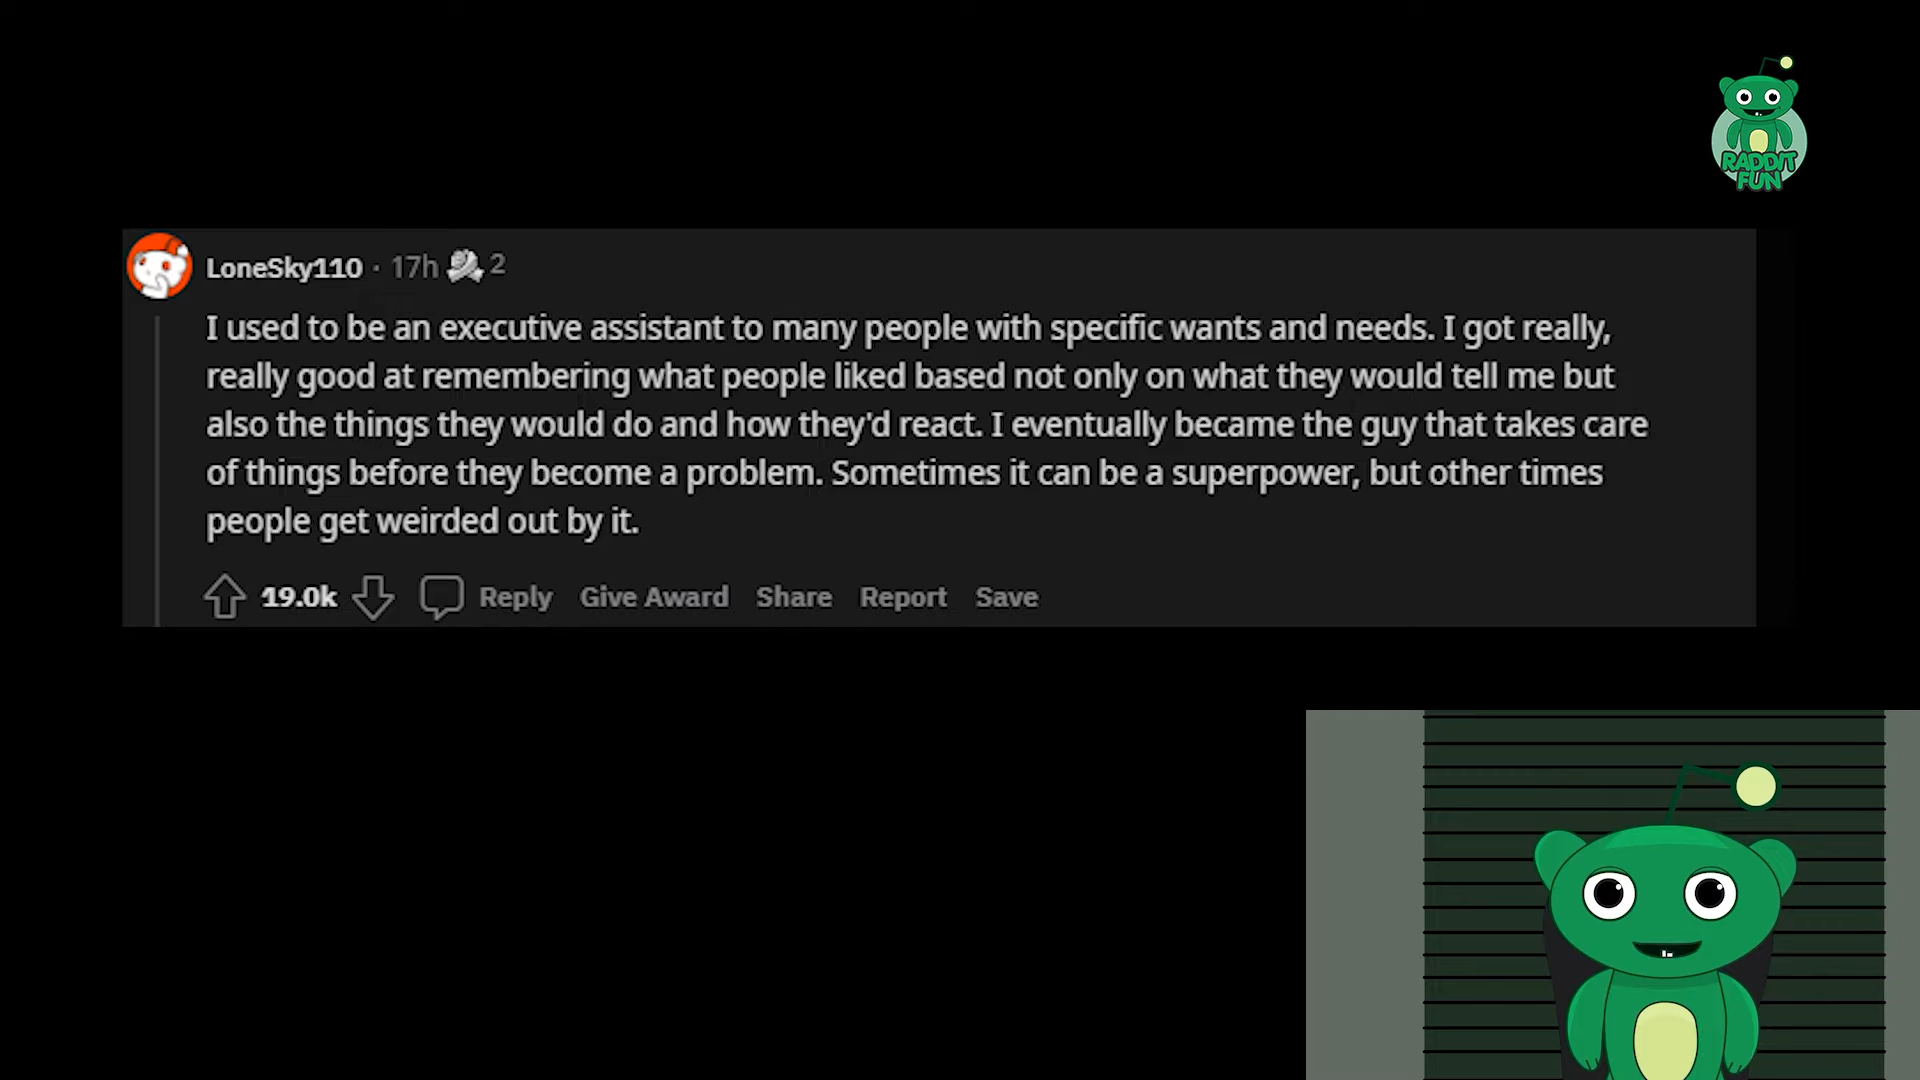 RADDIT
FUN
LoneSky110 · 17h 2
I used to be an executive assistant to many people with specific wants and needs. I got really,
really good at remembering what people liked based not only on what they would tell me but
also the things they would do and how they'd react. I eventually became the guy that takes care
of things before they become a problem. Sometimes it can be a superpower, but other times
people get weirded out by it.
19.0k Reply Give Award Share Report Save